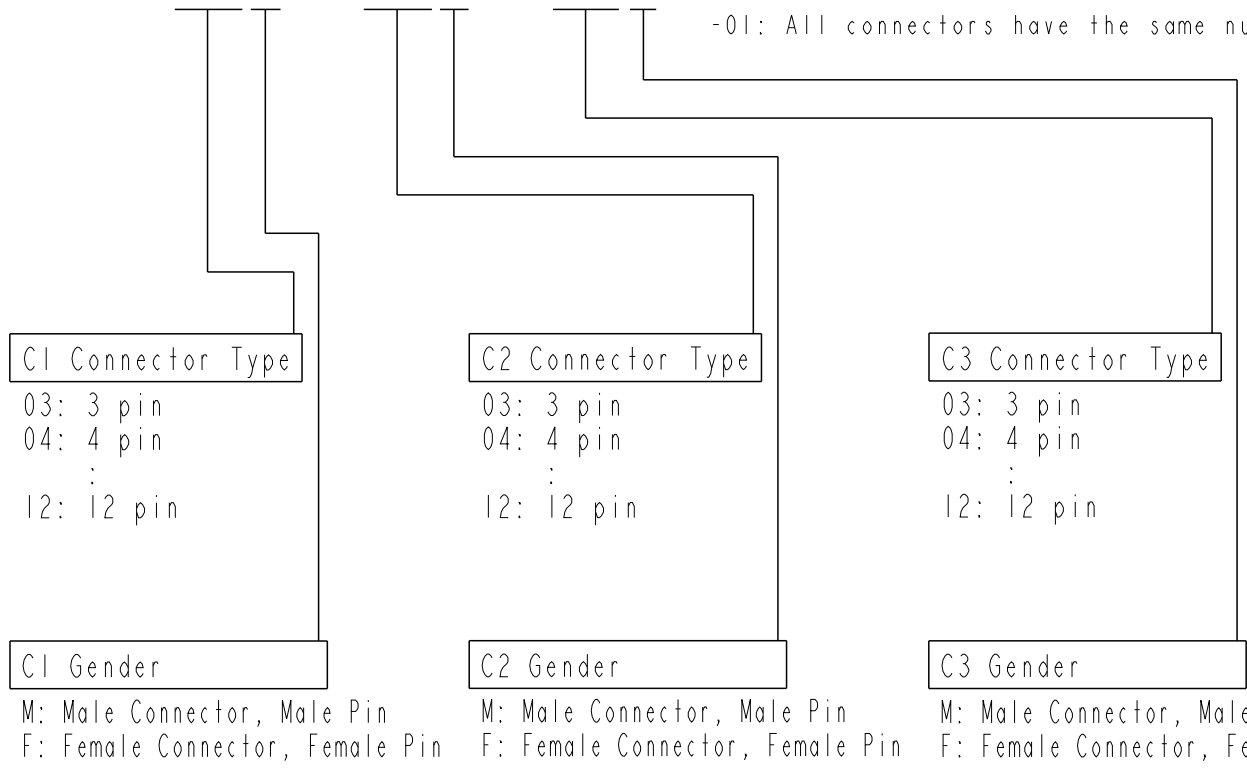 -01: All connectors have the same
C1 Connector Type
03: 3 pin
04: 4 pin
:
12: 12 pin
C2 Connector Type
03: 3 pin
04: 4 pin
:
12: 12 pin
C3 Connector Type
03: 3 pin
04: 4 pin
:
12: 12 pin
C1 Gender
M: Male Connector, Male Pin
F: Female Connector, Female Pin
C2 Gender
M: Male Connector, Male Pin
F: Female Connector, Female Pin
C3 Gender
M: Male Connector, Male
F: Female Connector,